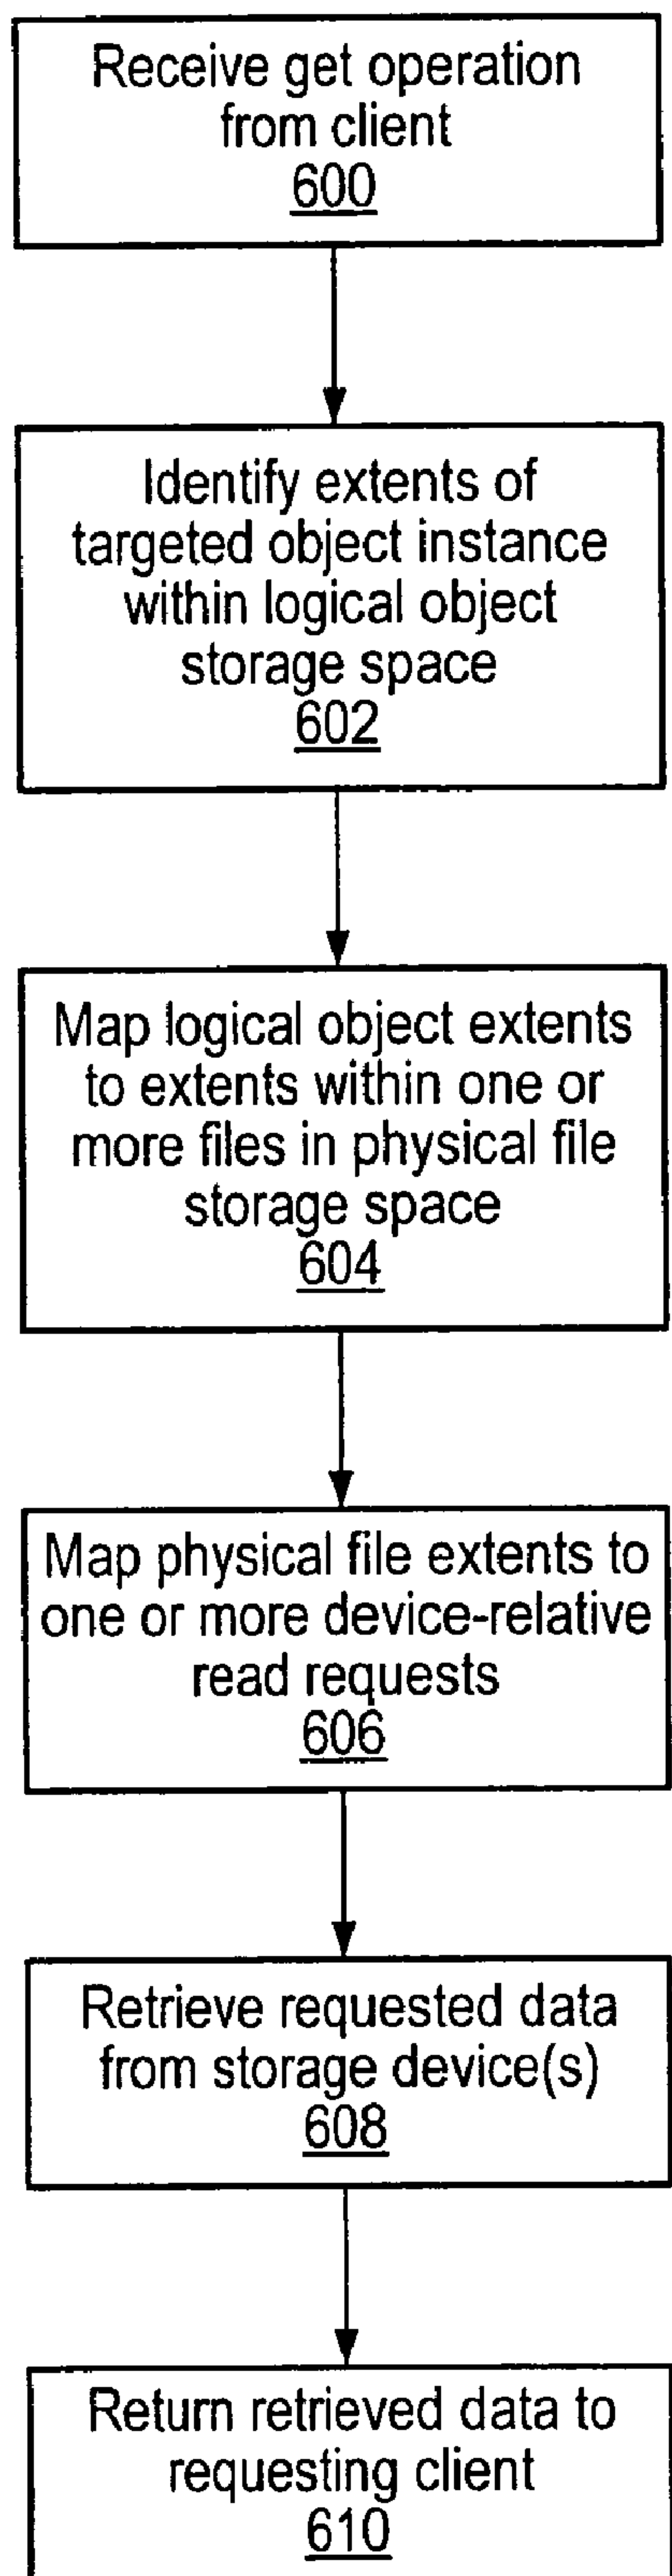 Receive get operation
from client
600
Identify extents of
targeted object instance
within logical object
storage space
602
Map logical object extents
to extents within one or
more files in physical file
storage space
604
Map physical file extents to
one or more device-relative
read requests
606
Retrieve requested data
from storage device(s)
608
Return retrieved data to
requesting client
610